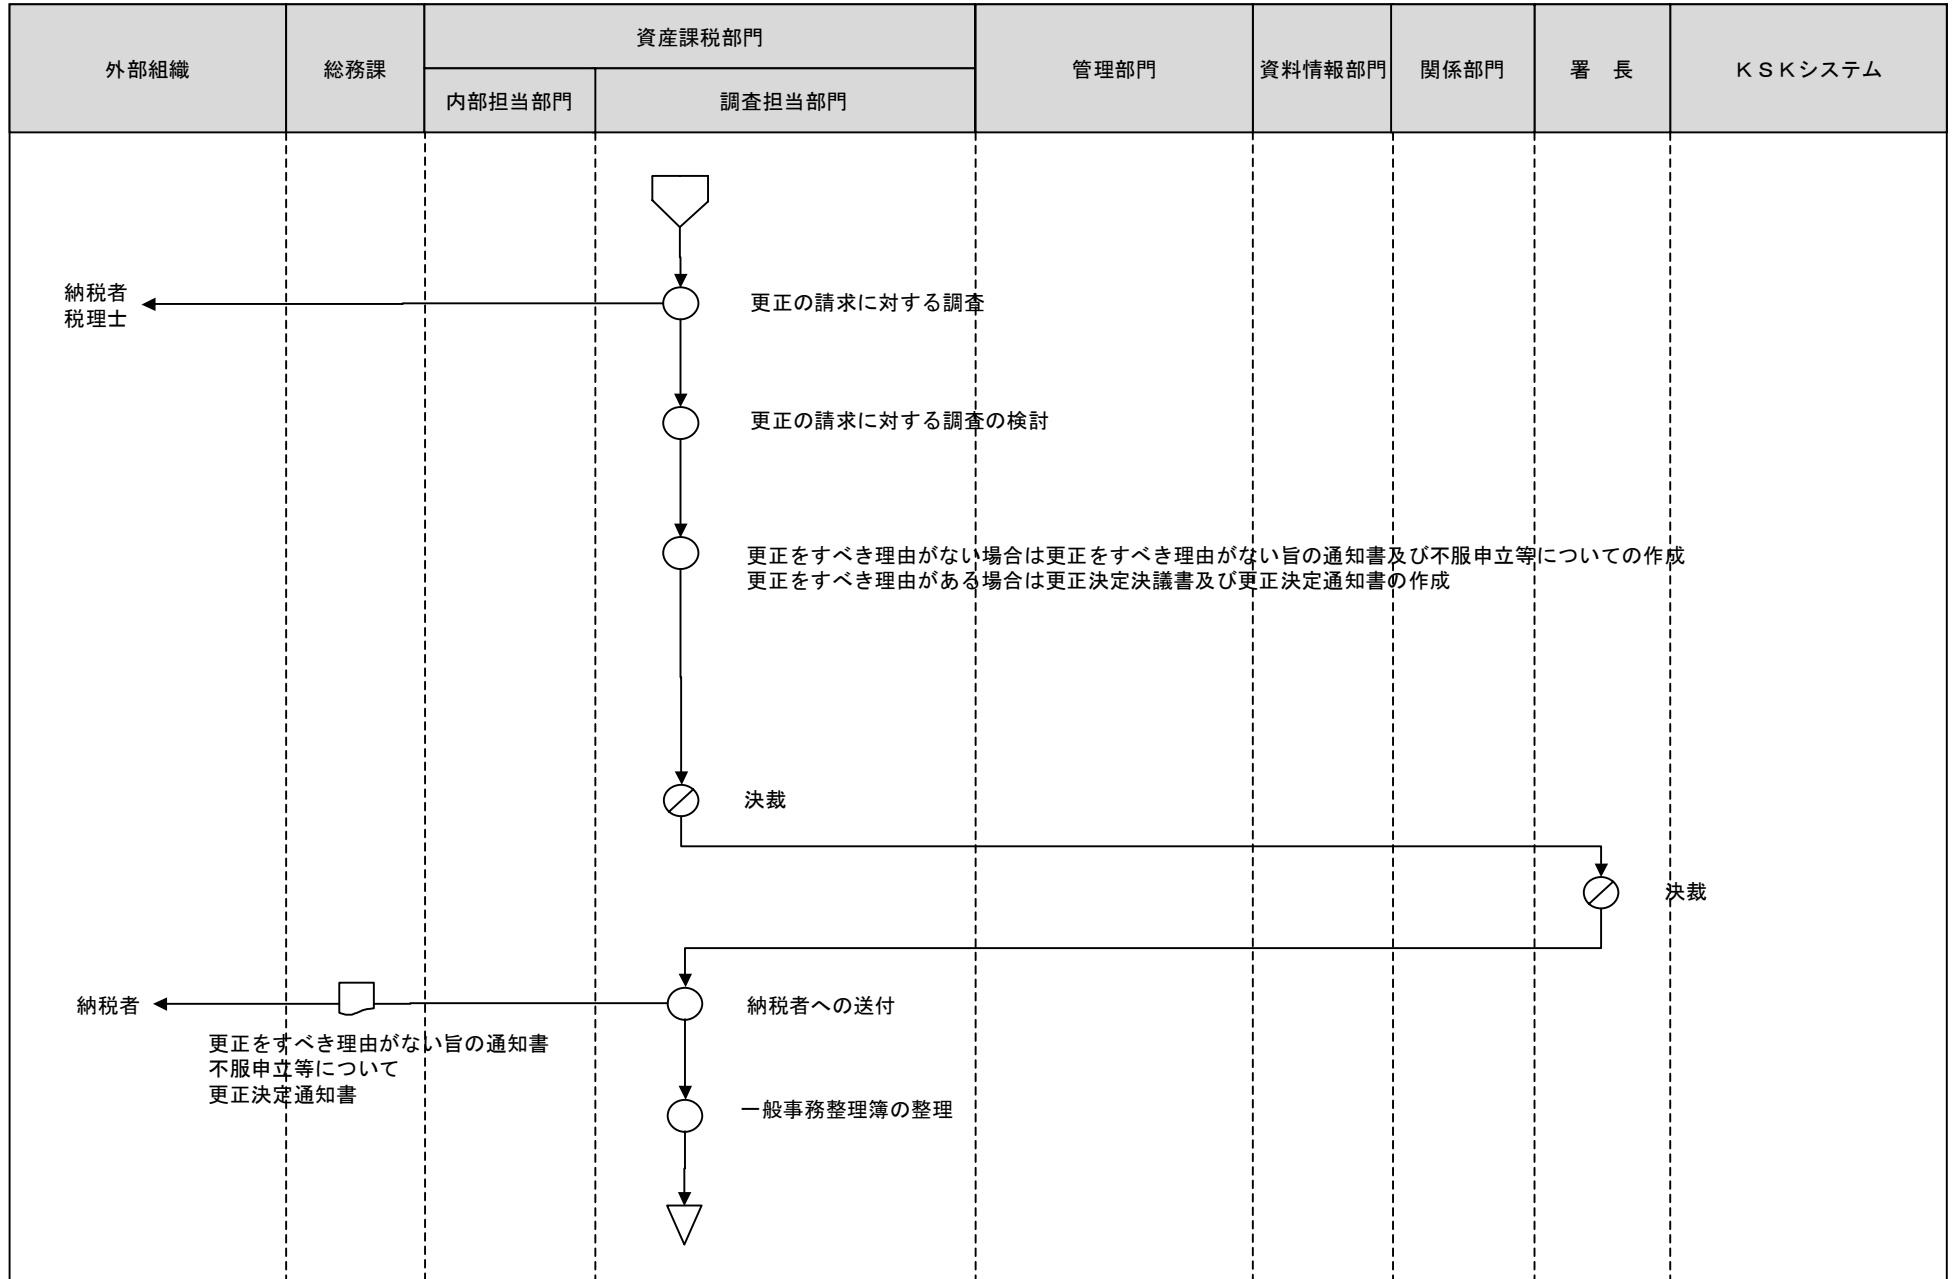 外部組織
総務課
資産課税部門
内部担当部門
調査担当部門
管理部門
資料情報部門
関係部門
署　長
ＫＳＫシステム
納税者
税理士
更正の請求に対する調査
更正の請求に対する調査の検討
更正をすべき理由がない場合は更正をすべき理由がない旨の通知書及び不服申立等についての作成
更正をすべき理由がある場合は更正決定決議書及び更正決定通知書の作成
決裁
決裁
納税者
納税者への送付
更正をすべき理由がない旨の通知書
不服申立等について
更正決定通知書
一般事務整理簿の整理